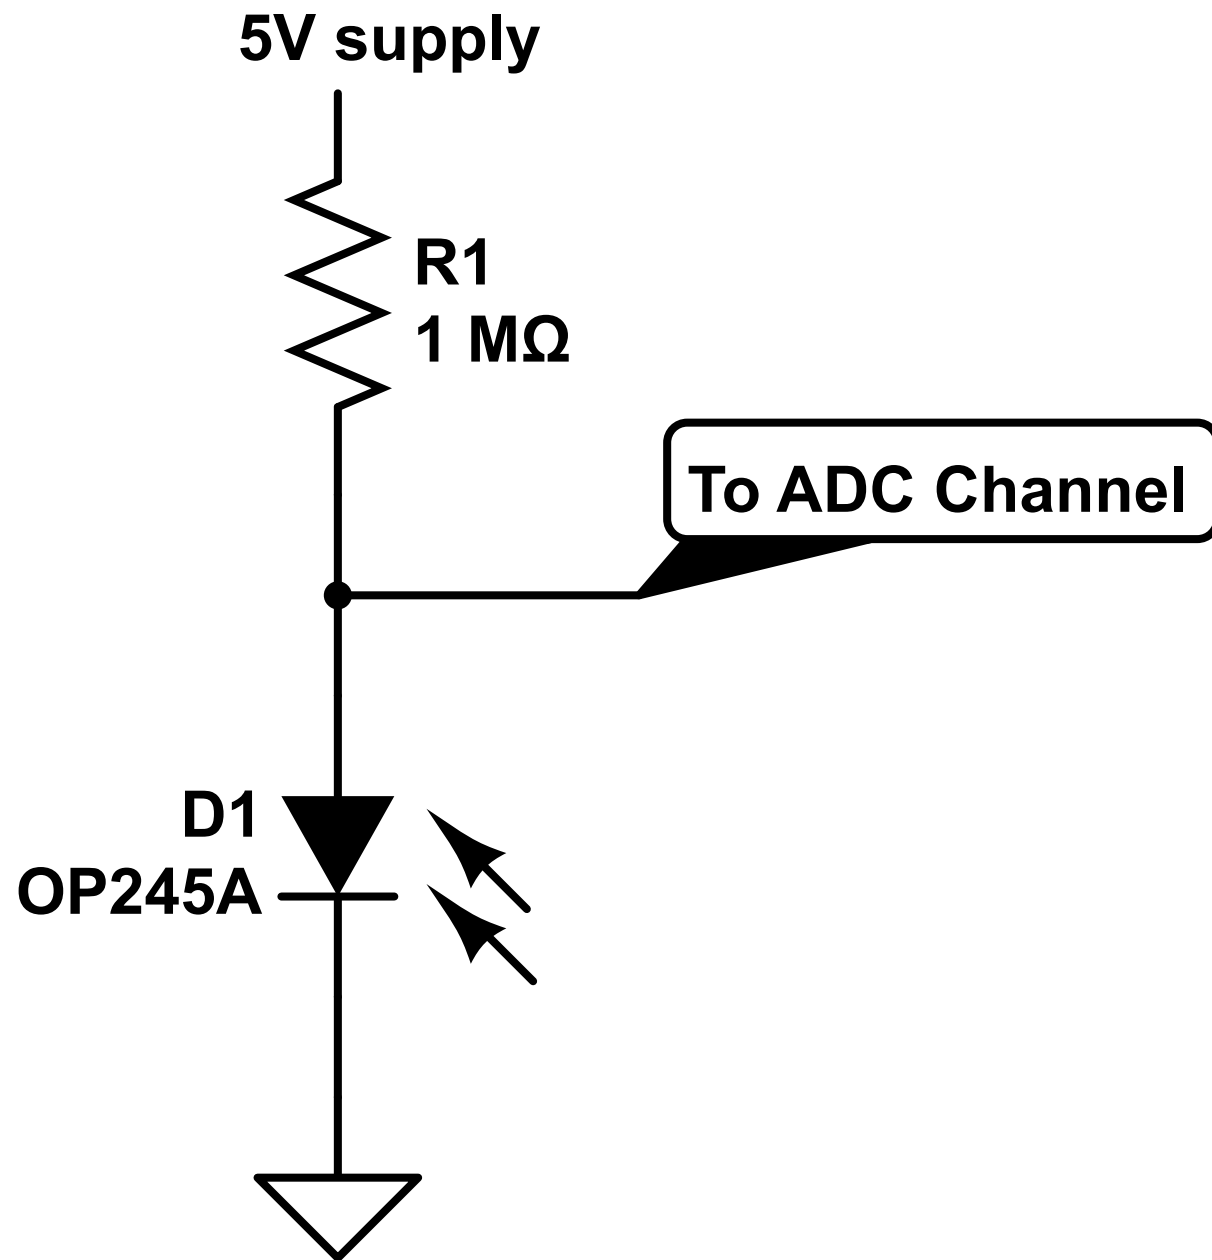 5V supply
R1
1 MΩ
To ADC Channel
D1
OP245A